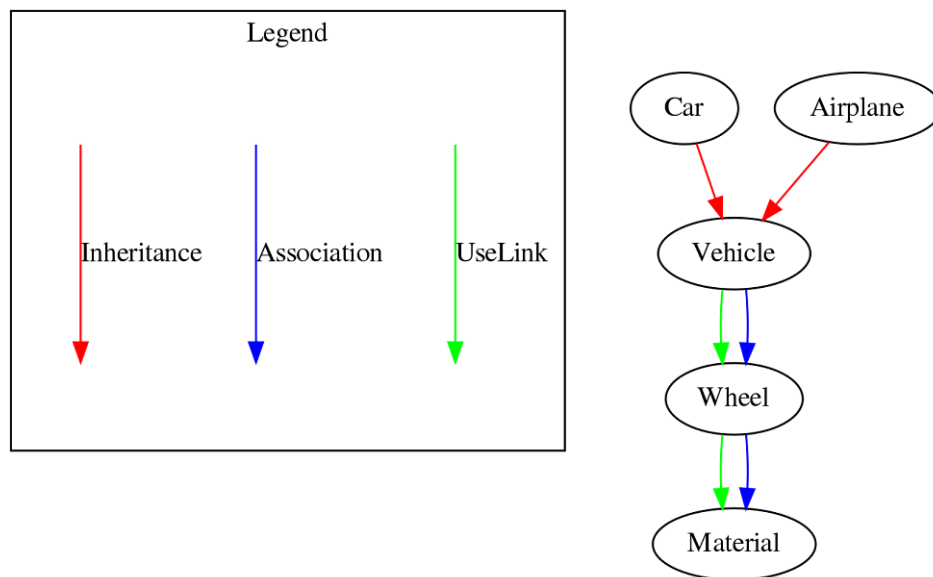 Legend
Inheritance
Association
UseLink
Car
Airplane
Vehicle
Wheel
Material